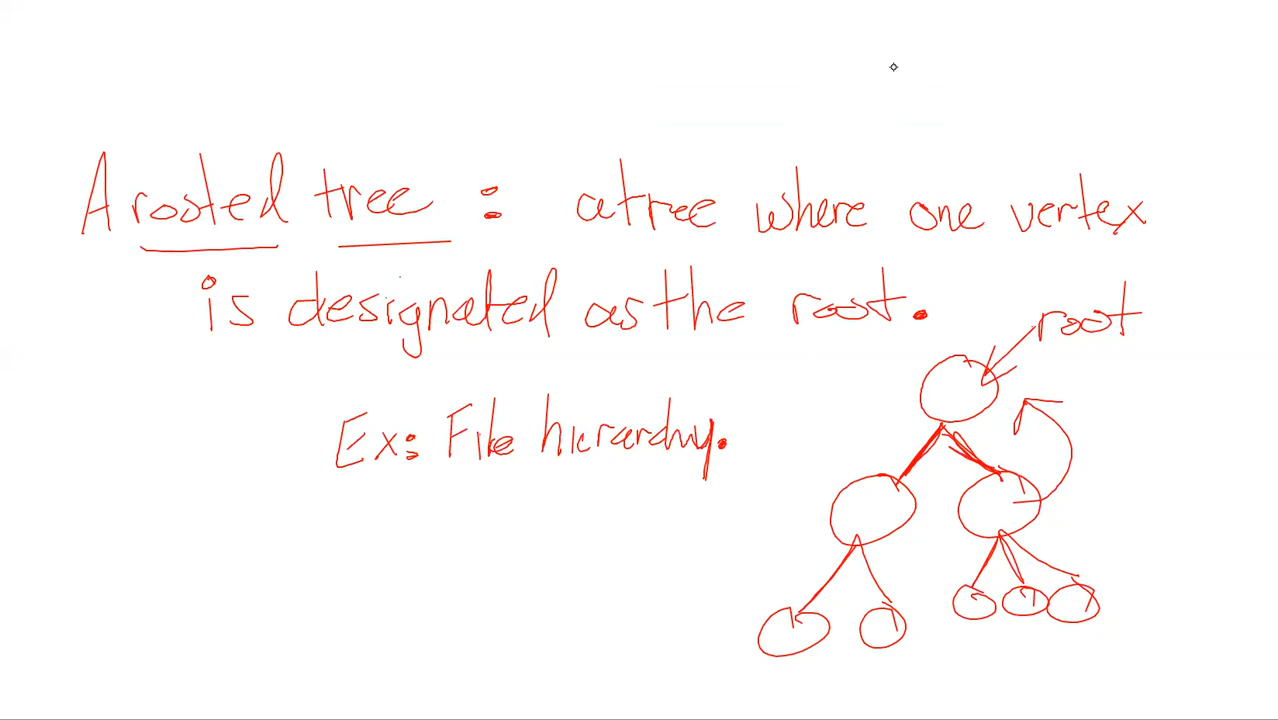 A rooted tree : a tree where one vertex
is designated as the root.
root
Ex: File hierarchy.